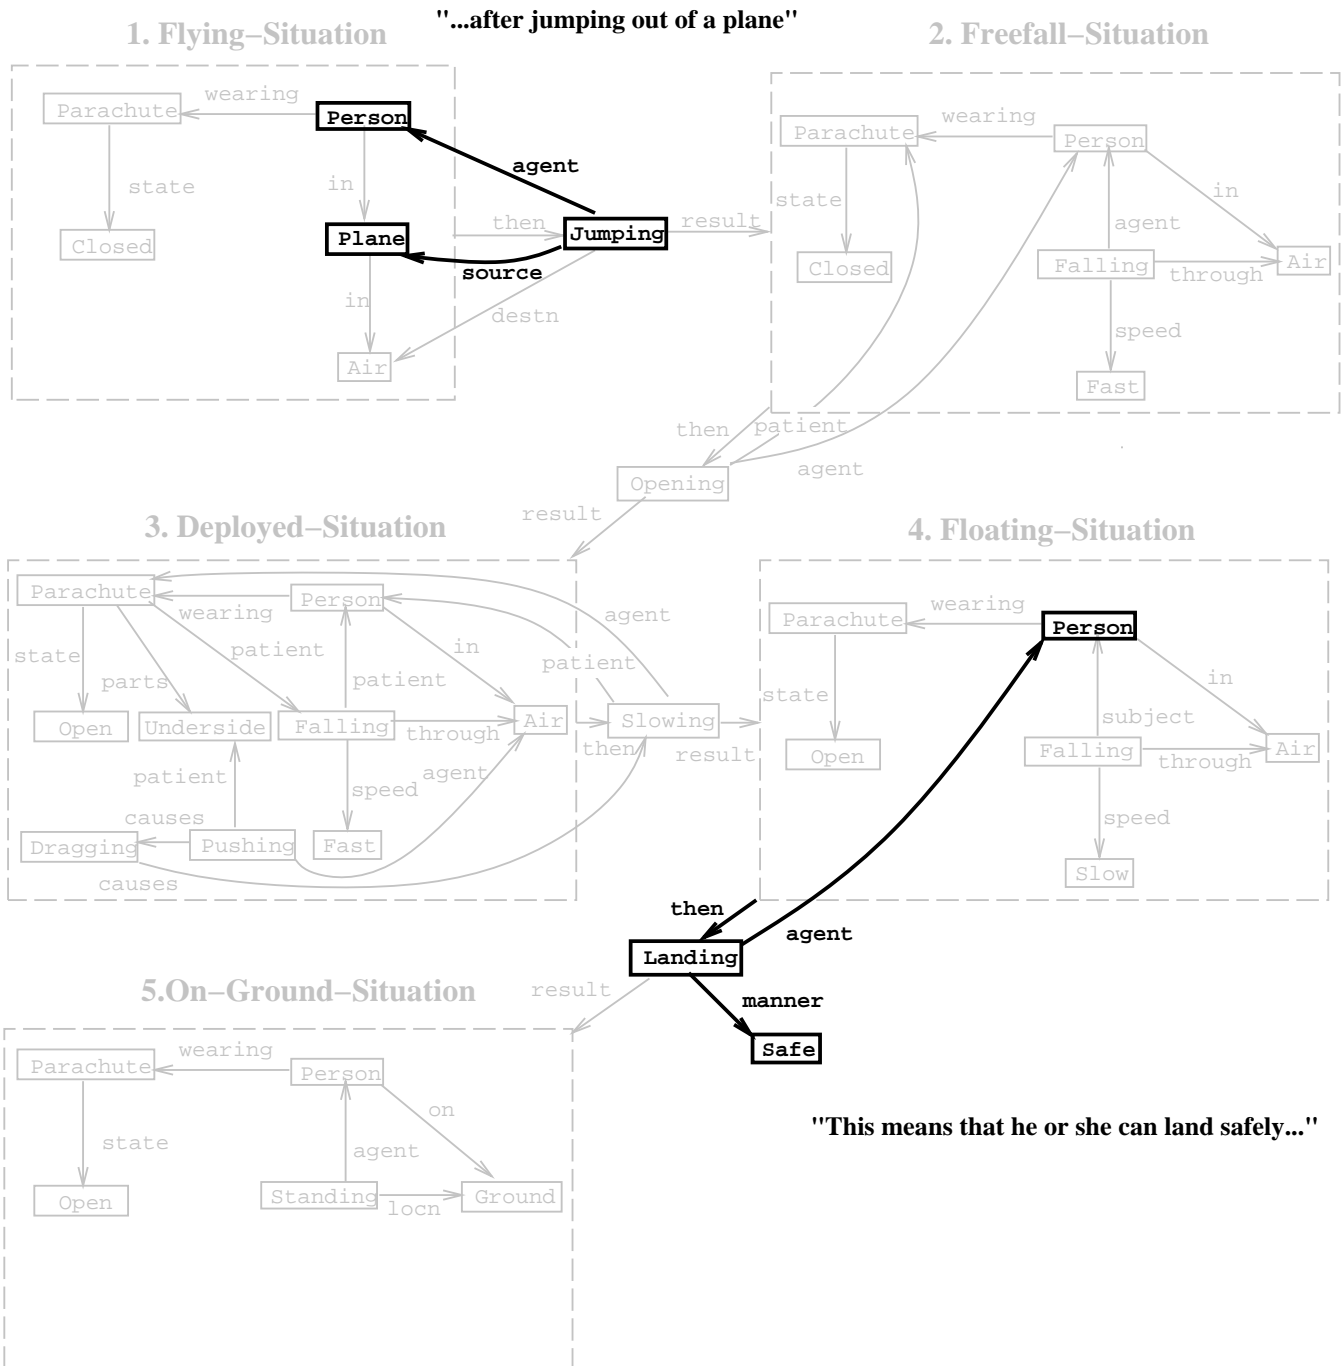 "...after jumping out of a plane"
1. Flying–Situation
2. Freefall–Situation
Parachute
wearing
Person
agent
state
in
Closed
Plane
then
Jumping
result
source
in
destn
Air
Parachute
wearing
Person
state
in
agent
Closed
Falling
through
Air
speed
Fast
then
patient
agent
Opening
result
3. Deployed–Situation
4. Floating–Situation
Parachute
wearing
Person
agent
state
patient
in
patient
parts
patient
Open
Underside
Falling
through
Air
then
Slowing
result
patient
speed
agent
causes
Dragging
Pushing
Fast
causes
Parachute
wearing
Person
state
in
subject
Open
Falling
through
Air
speed
Slow
then
agent
Landing
result
manner
Safe
5.On–Ground–Situation
Parachute
wearing
Person
on
state
agent
Open
Standing
locn
Ground
"This means that he or she can land safely..."